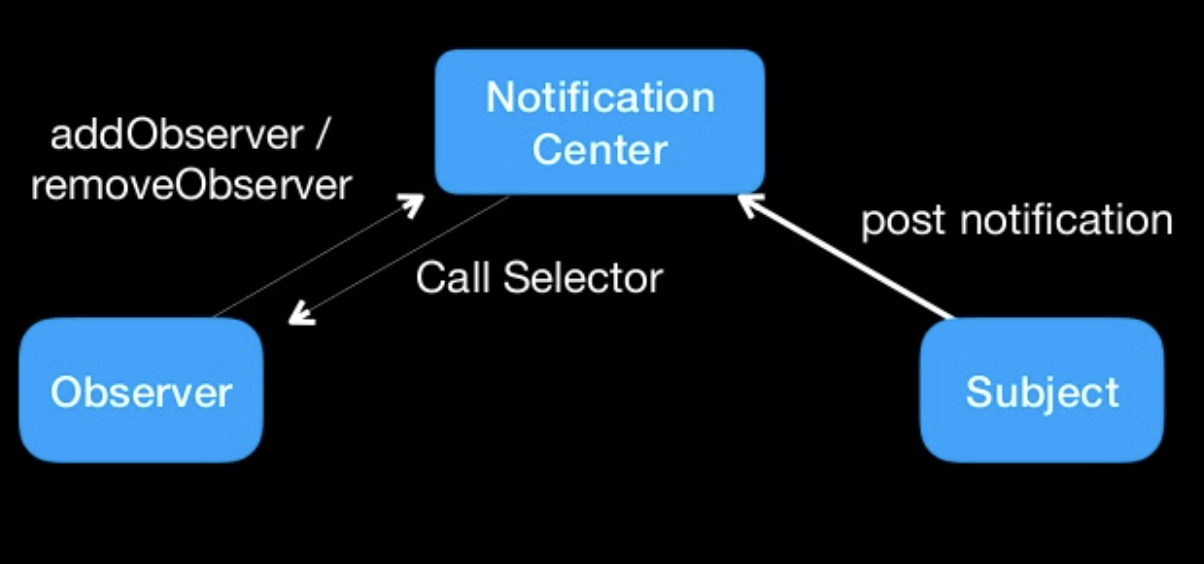 Notification
Center
addObserver /
removeObserver
post notification
Call Selector
Observer
Subject